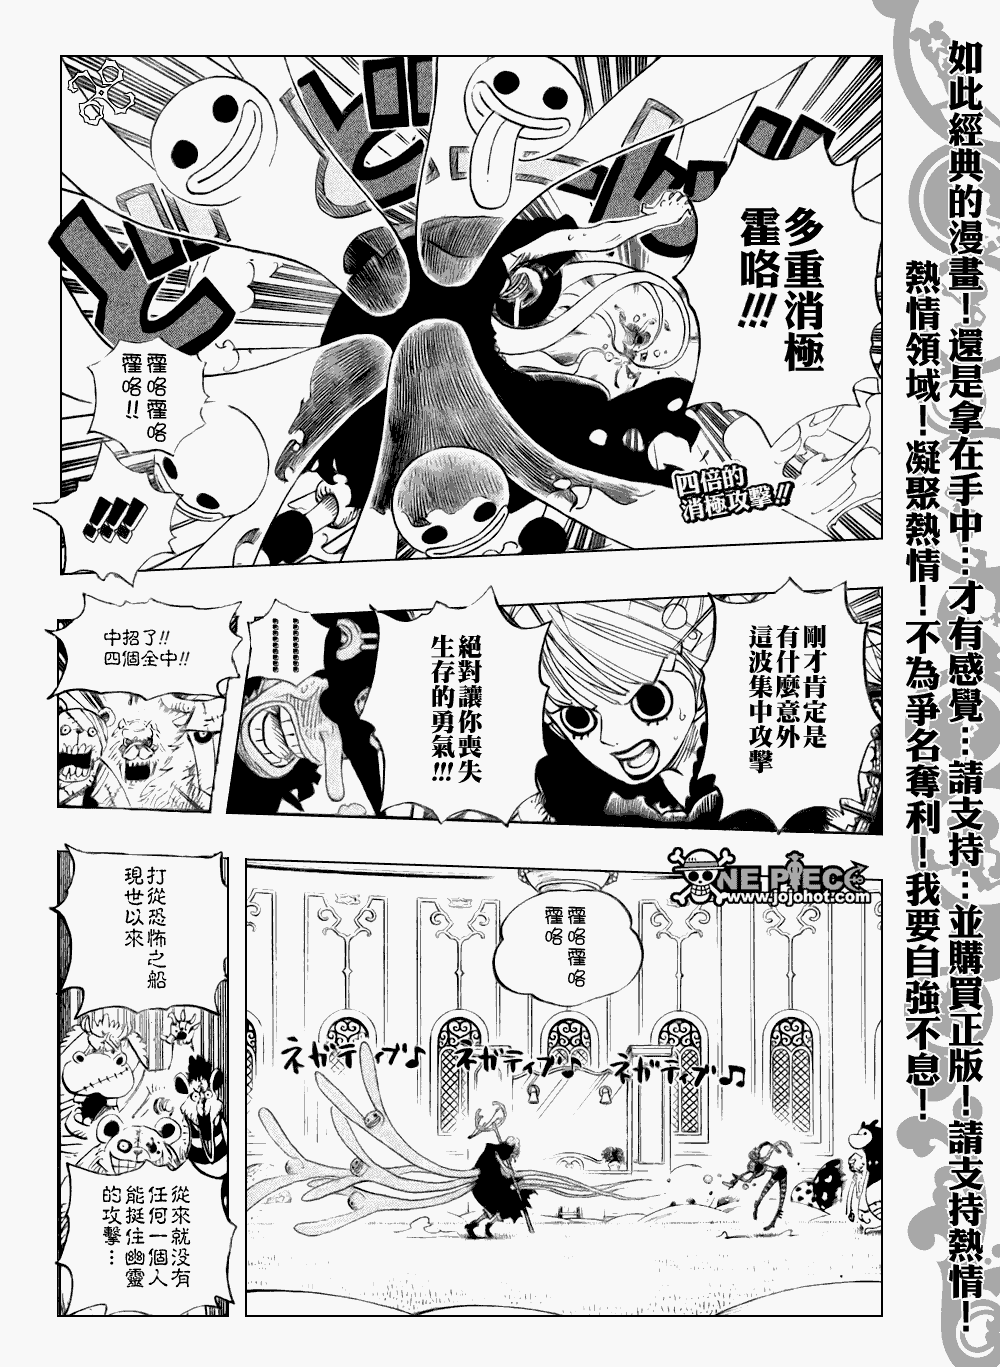 如此經典的漫畫！還是拿在手中…才有感覺…請支持…並購買正版！請支持熱情！
熱情領域！凝聚熱情！不為爭名奪利！我要自強不息！
多重消極
霍咯!!!
霍咯霍咯
霍咯!!
!!!
四倍的
消極攻擊!!
剛才肯定是
有什麼意外
這波集中攻擊
絕對讓你喪失
生存的勇氣!!!
中招了!!
四個全中!!
ONE PIECE
www.jojohot.com
霍咯霍咯
霍咯
ネガティブ♪
ネガティブ♪
ネガティブ♫
打從恐怖之船
現世以來
從來就没有
任何一個人
能挺住幽靈
的攻擊…